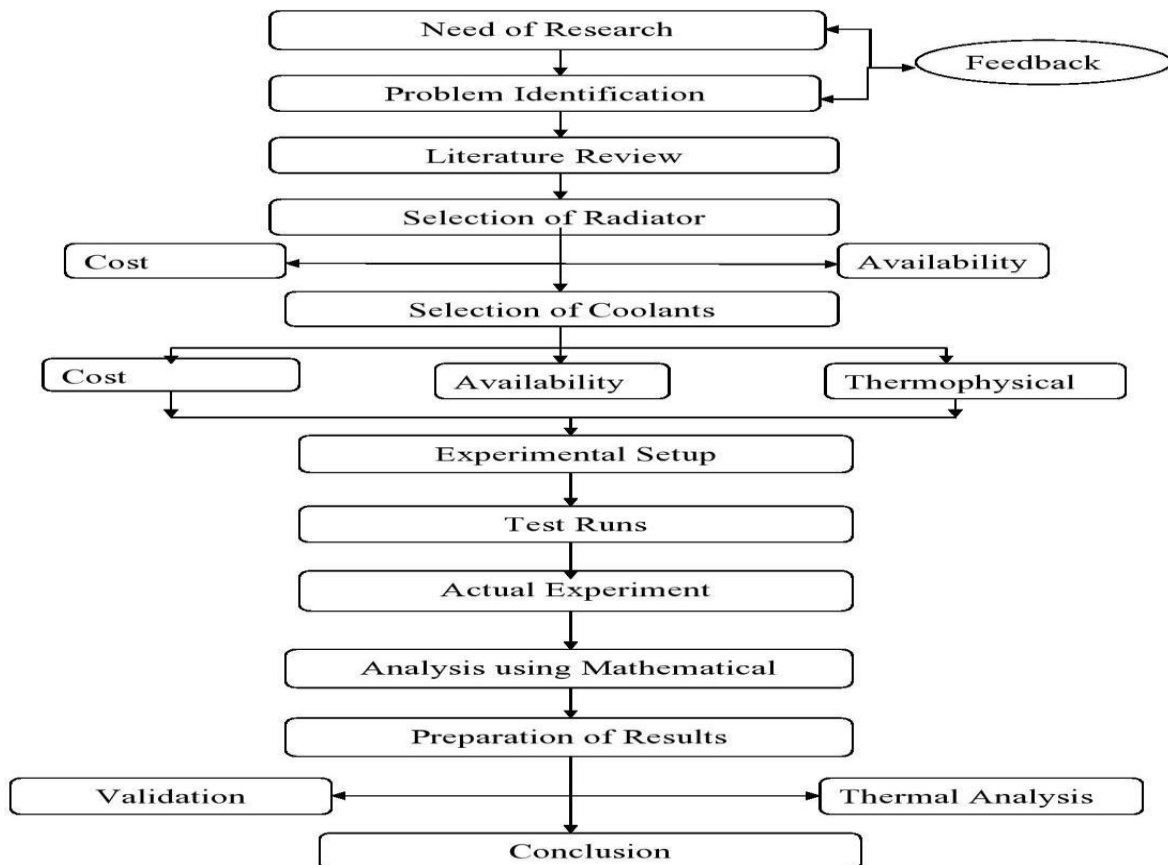 Need of Research
Feedback
Problem Identification
Literature Review
Selection of Radiator
Cost
Availability
Selection of Coolants
Cost
Availability
Thermophysical
Experimental Setup
Test Runs
Actual Experiment
Analysis using Mathematical
Preparation of Results
Validation
Thermal Analysis
Conclusion